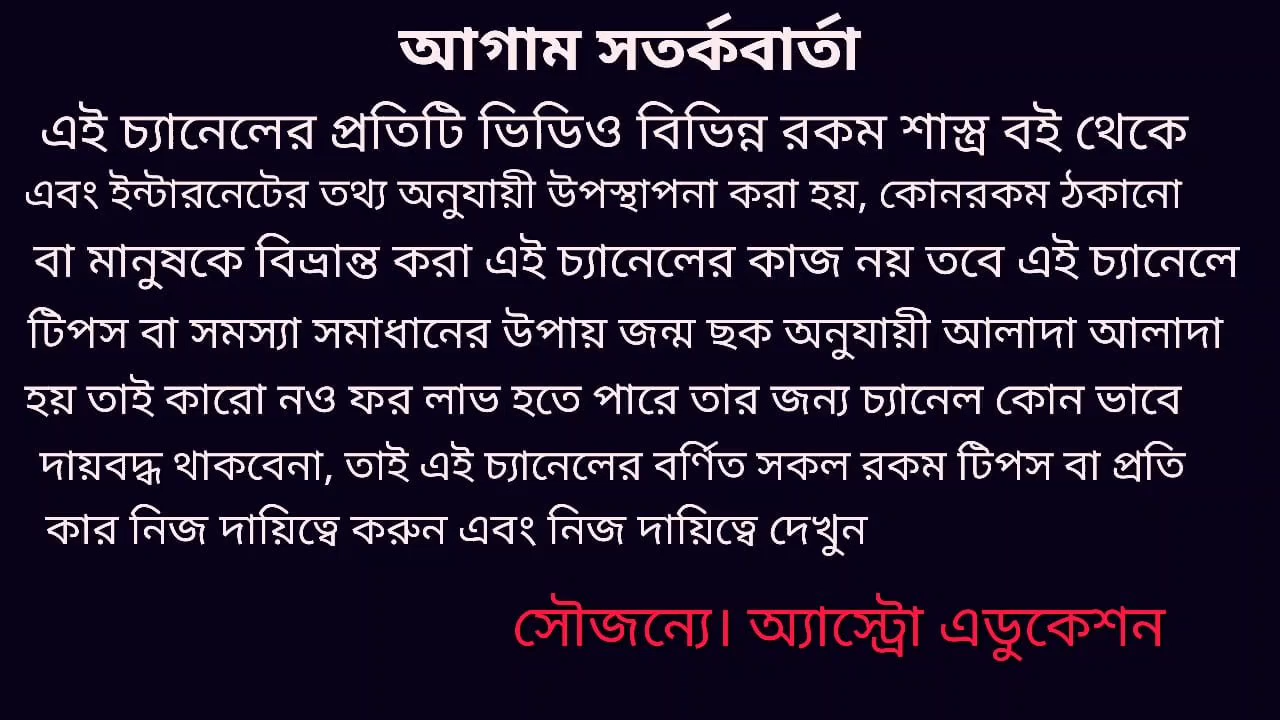 আগাম সতর্কবার্তা
এই চ্যানেলের প্রতিটি ভিডিও বিভিন্ন রকম শাস্ত্র বই থেকে
এবং ইন্টারনেটের তথ্য অনুযায়ী উপস্থাপনা করা হয়, কোনরকম ঠকানো
বা মানুষকে বিভ্রান্ত করা এই চ্যানেলের কাজ নয় তবে এই চ্যানেলে
টিপস বা সমস্যা সমাধানের উপায় জন্ম ছক অনুযায়ী আলাদা আলাদা
হয় তাই কারো নও ফর লাভ হতে পারে তার জন্য চ্যানেল কোন ভাবে
দায়বদ্ধ থাকবেনা, তাই এই চ্যানেলের বর্ণিত সকল রকম টিপস বা প্রতি
কার নিজ দায়িত্বে করুন এবং নিজ দায়িত্বে দেখুন
সৌজন্যে। অ্যাস্ট্রো এডুকেশন